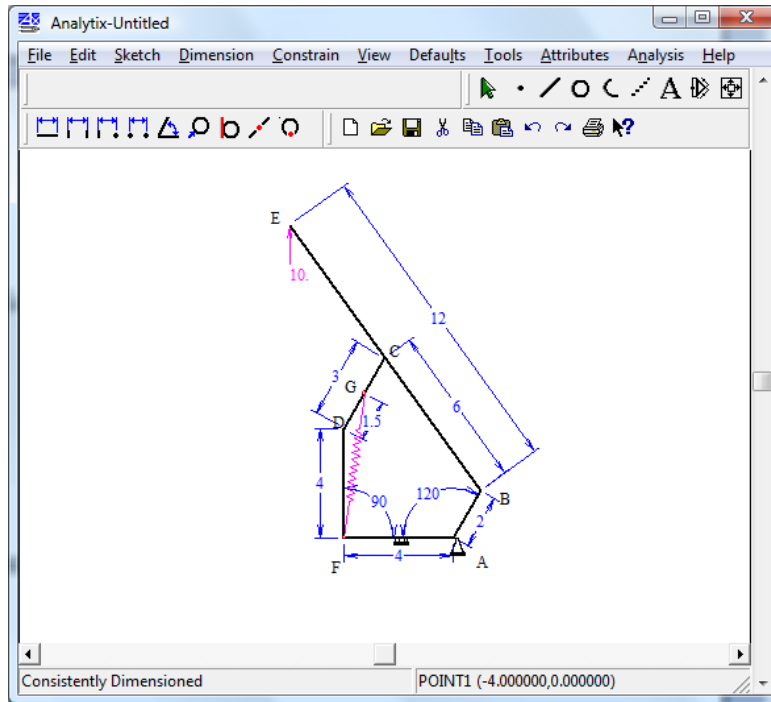 Analytix-Untitled
File Edit Sketch Dimension Constrain View Defaults Tools Attributes Analysis Help
A
E
10.
12
C
3
G
6
1.5
D
4
90
120
B
2
F
4
A
Consistently Dimensioned
POINT1 (-4.000000,0.000000)